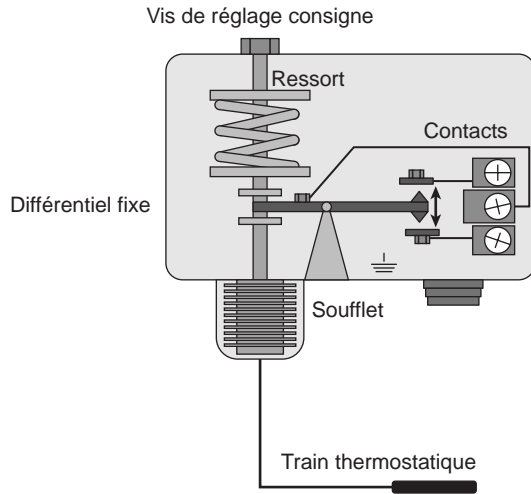 Vis de réglage consigne
Ressort
Contacts
Différentiel fixe
Soufflet
Train thermostatique